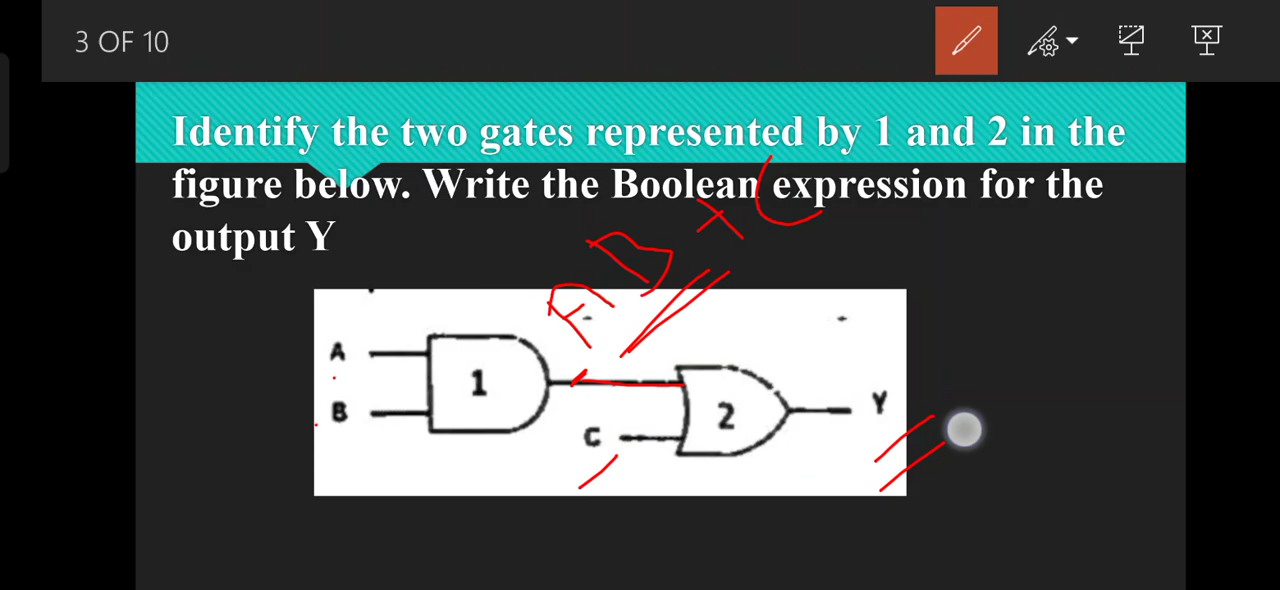 3 OF 10
Identify the two gates represented by 1 and 2 in the
figure below. Write the Boolean expression for the
output Y
AB + C
A
1
B
C
2
Y